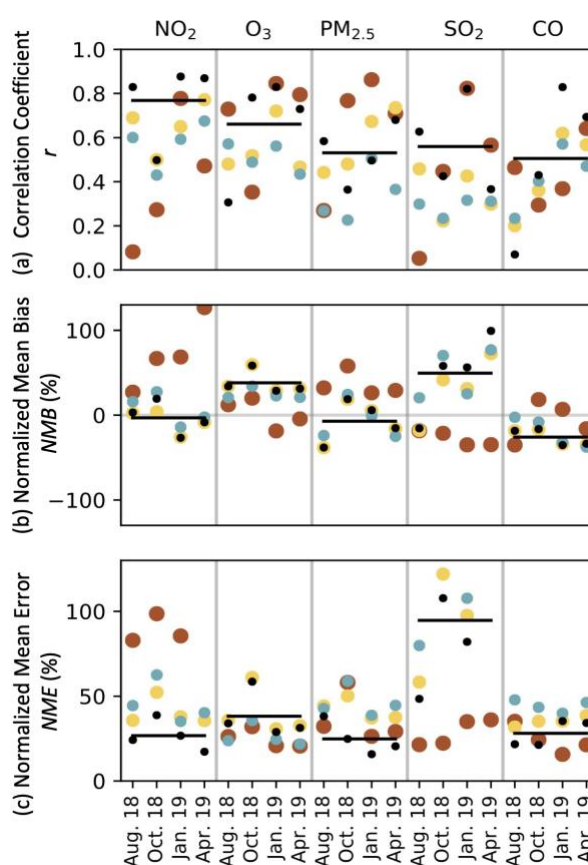 NO₂ O₃ PM₂.₅ SO₂ CO
(a) Correlation Coefficient
r
1.0
0.8
0.6
0.4
0.2
0.0
(b) Normalized Mean Bias
NMB (%)
100
0
−100
(c) Normalized Mean Error
NME (%)
100
50
0
Aug. 18 Oct. 18 Jan. 19 Apr. 19 Aug. 18 Oct. 18 Jan. 19 Apr. 19 Aug. 18 Oct. 18 Jan. 19 Apr. 19 Aug. 18 Oct. 18 Jan. 19 Apr. 19 Aug. 18 Oct. 18 Jan. 19 Apr. 19